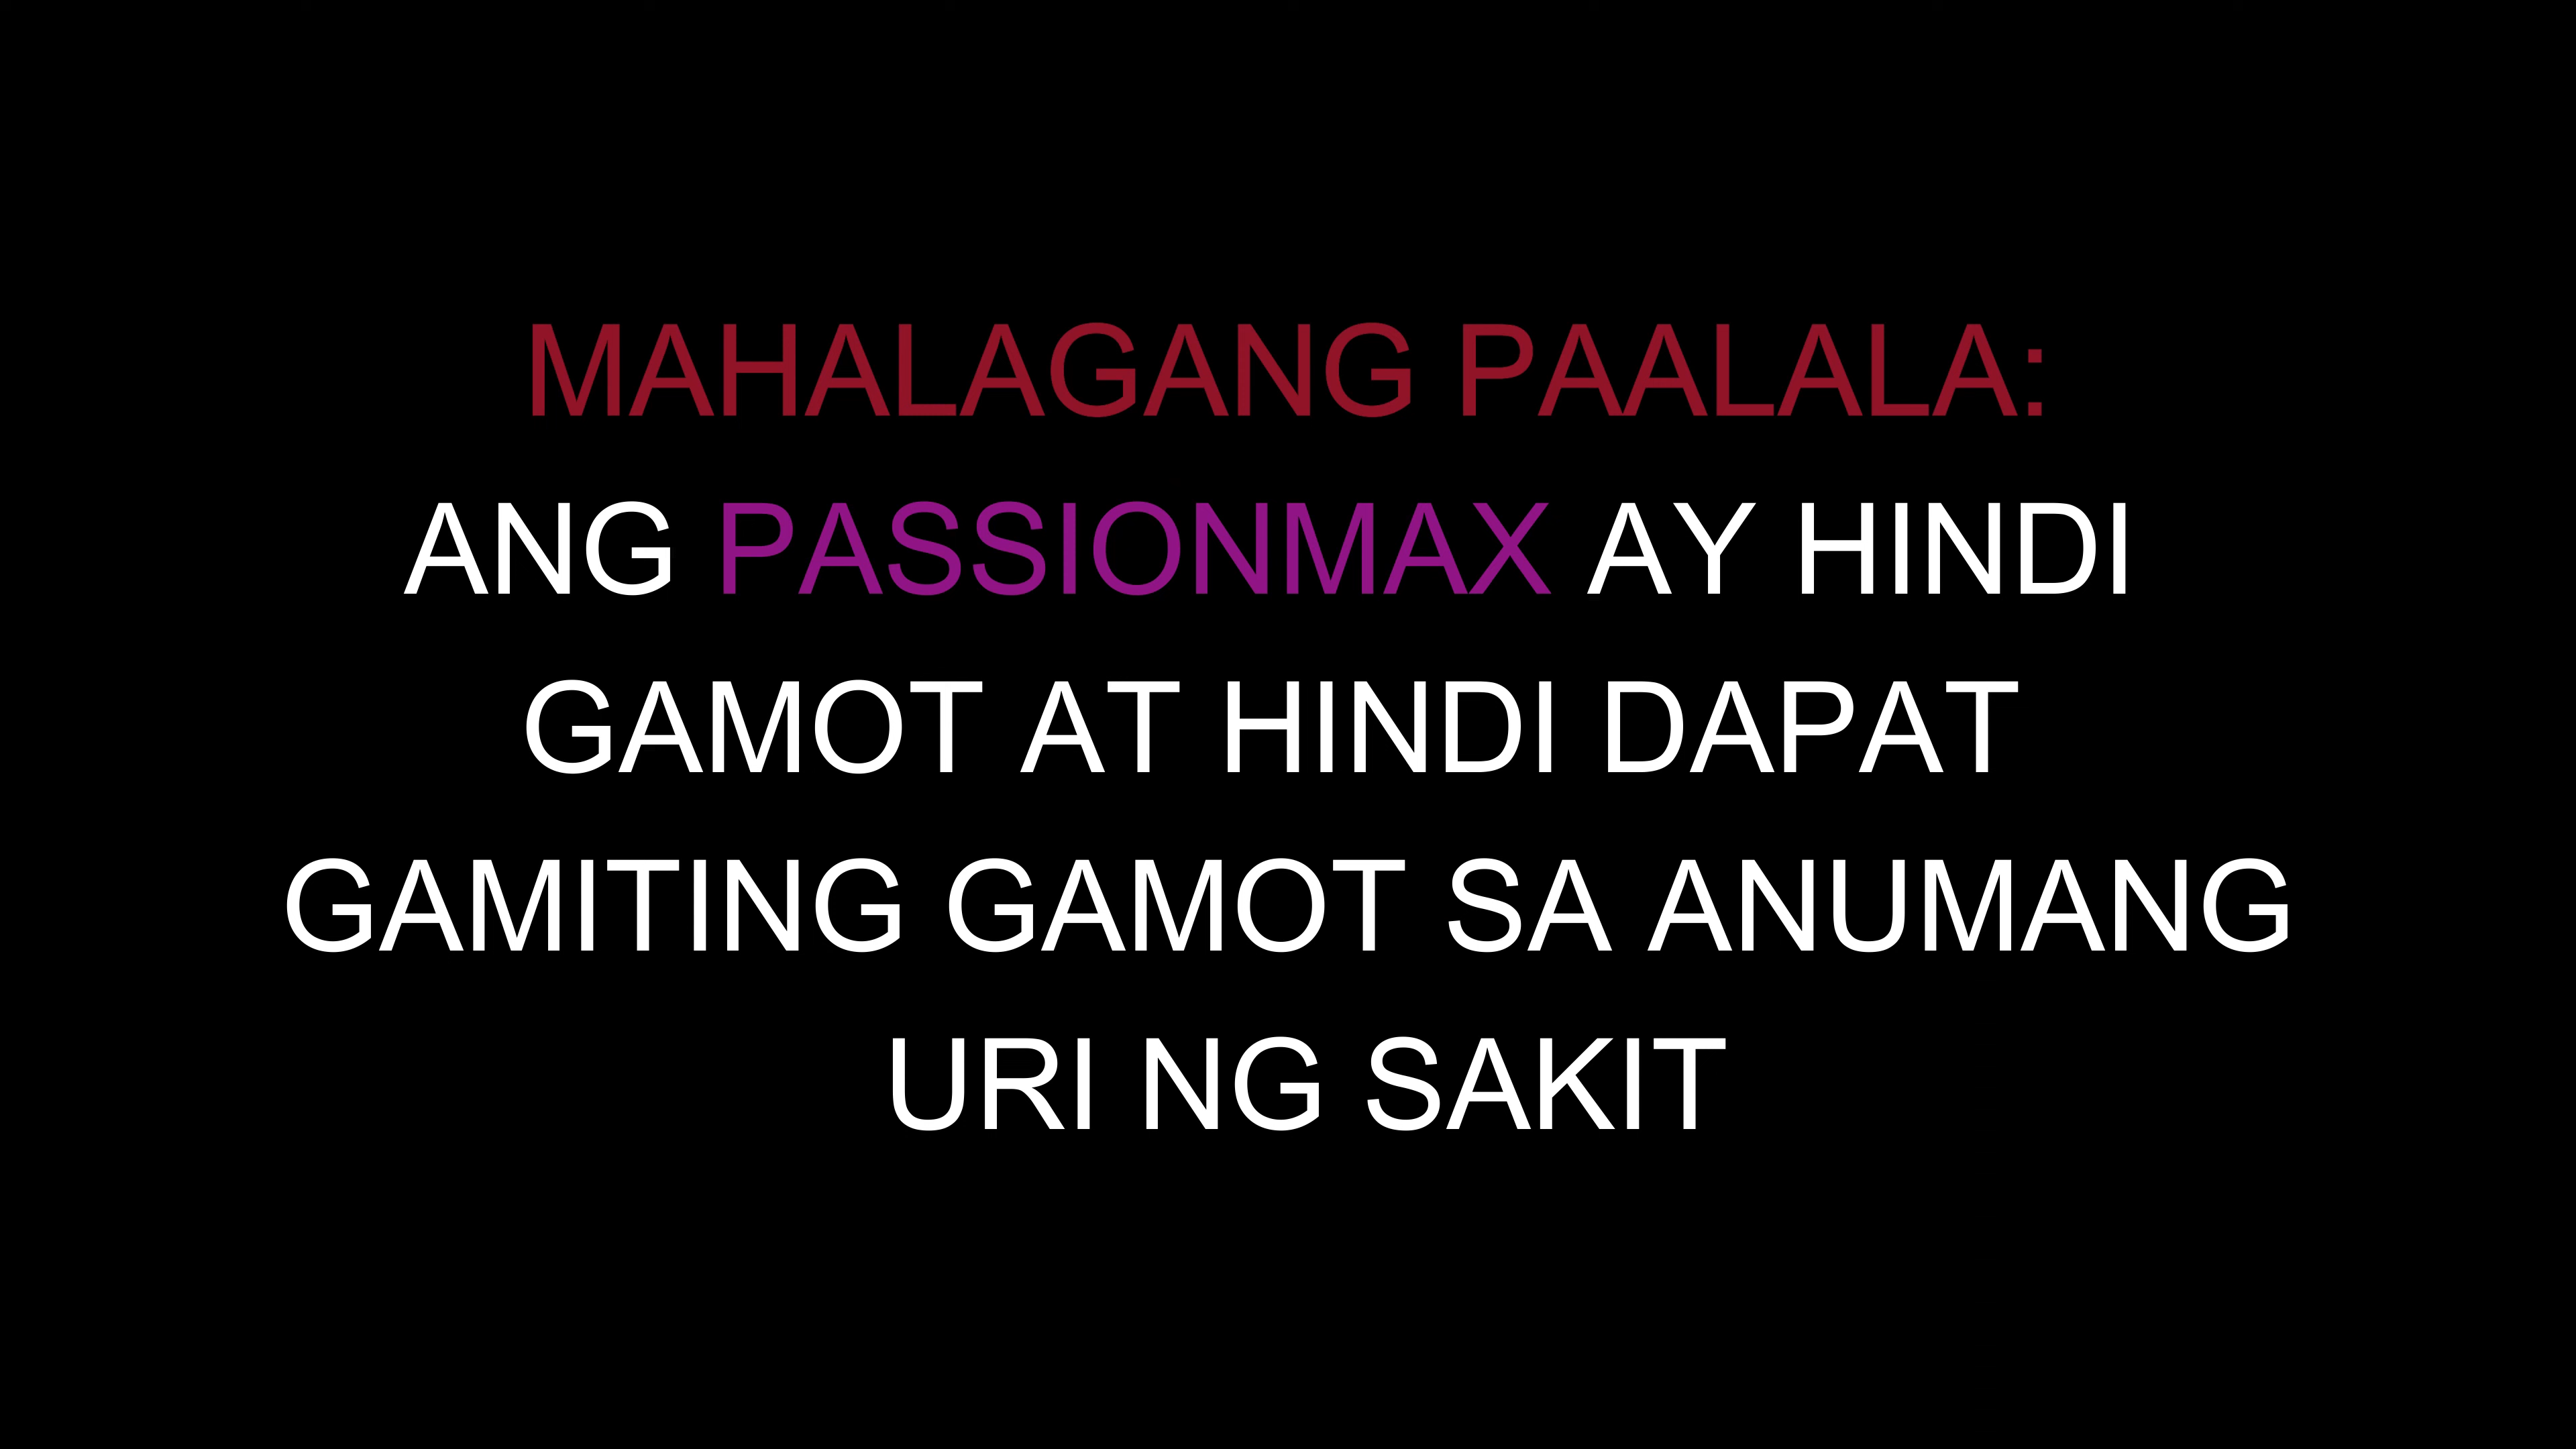 MAHALAGANG PAALALA:
ANG PASSIONMAX AY HINDI
GAMOT AT HINDI DAPAT
GAMITING GAMOT SA ANUMANG
URI NG SAKIT